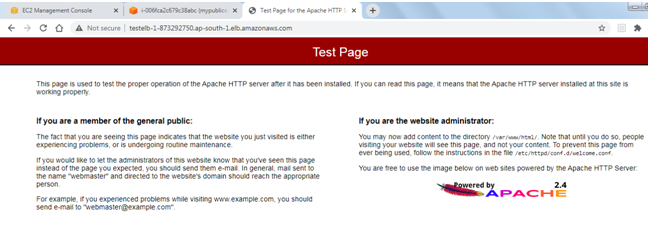 EC2 Management Console
i-006fca2c679c38abc (mypublice
Test Page for the Apache HTTP S
Not secure | testelb-1-873292750.ap-south-1.elb.amazonaws.com
Test Page
This page is used to test the proper operation of the Apache HTTP server after it has been installed. If you can read this page, it means that the Apache HTTP server installed at this site is
working properly.
If you are a member of the general public:
The fact that you are seeing this page indicates that the website you just visited is either
experiencing problems, or is undergoing routine maintenance.
If you would like to let the administrators of this website know that you've seen this page
instead of the page you expected, you should send them e-mail. In general, mail sent to
the name "webmaster" and directed to the website's domain should reach the appropriate
person.
For example, if you experienced problems while visiting www.example.com, you should
send e-mail to "webmaster@example.com".
If you are the website administrator:
You may now add content to the directory /var/www/html/. Note that until you do so, people
visiting your website will see this page, and not your content. To prevent this page from
ever being used, follow the instructions in the file /etc/httpd/conf.d/welcome.conf.
You are free to use the image below on web sites powered by the Apache HTTP Server:
Powered by 2.4
APACHE